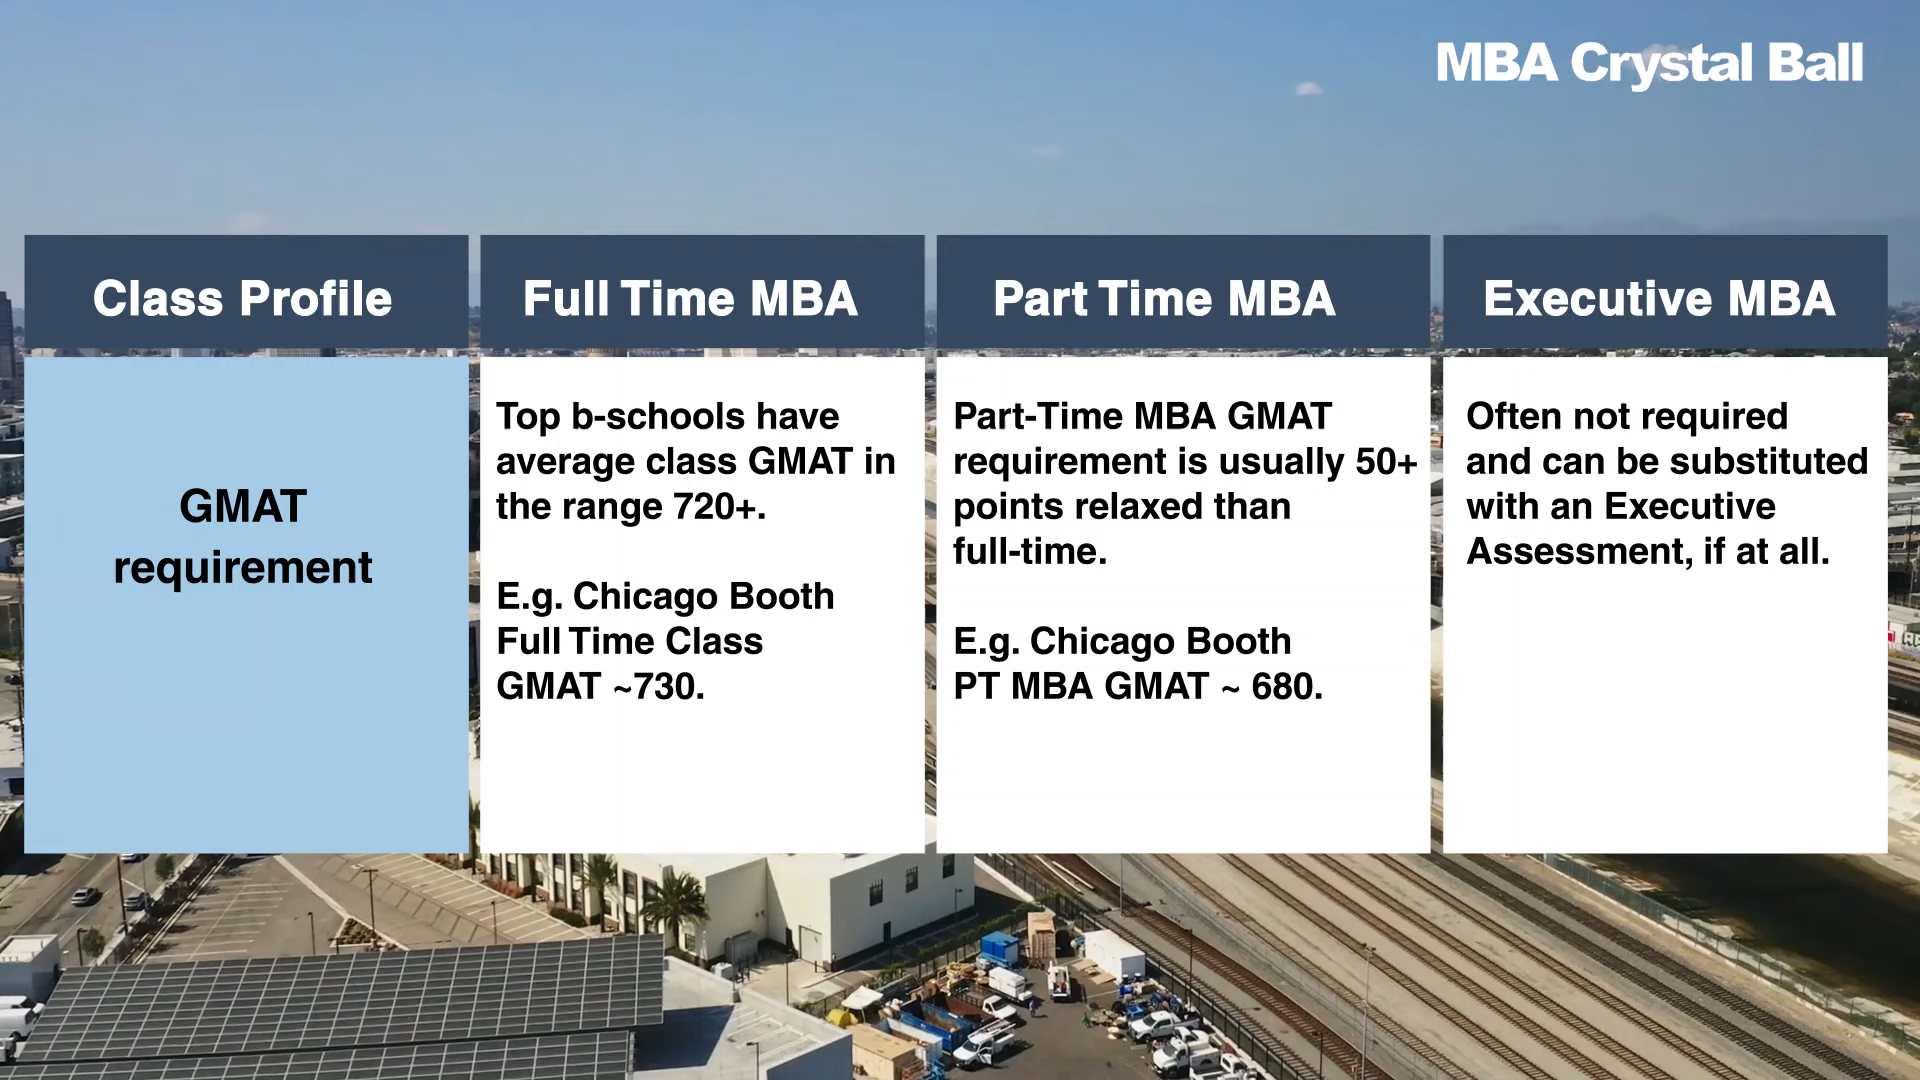 MBA Crystal Ball
Class Profile
Full Time MBA
Part Time MBA
Executive MBA
GMAT
requirement
Top b-schools have
average class GMAT in
the range 720+.
E.g. Chicago Booth
Full Time Class
GMAT ~730.
Part-Time MBA GMAT
requirement is usually 50+
points relaxed than
full-time.
E.g. Chicago Booth
PT MBA GMAT ~ 680.
Often not required
and can be substituted
with an Executive
Assessment, if at all.